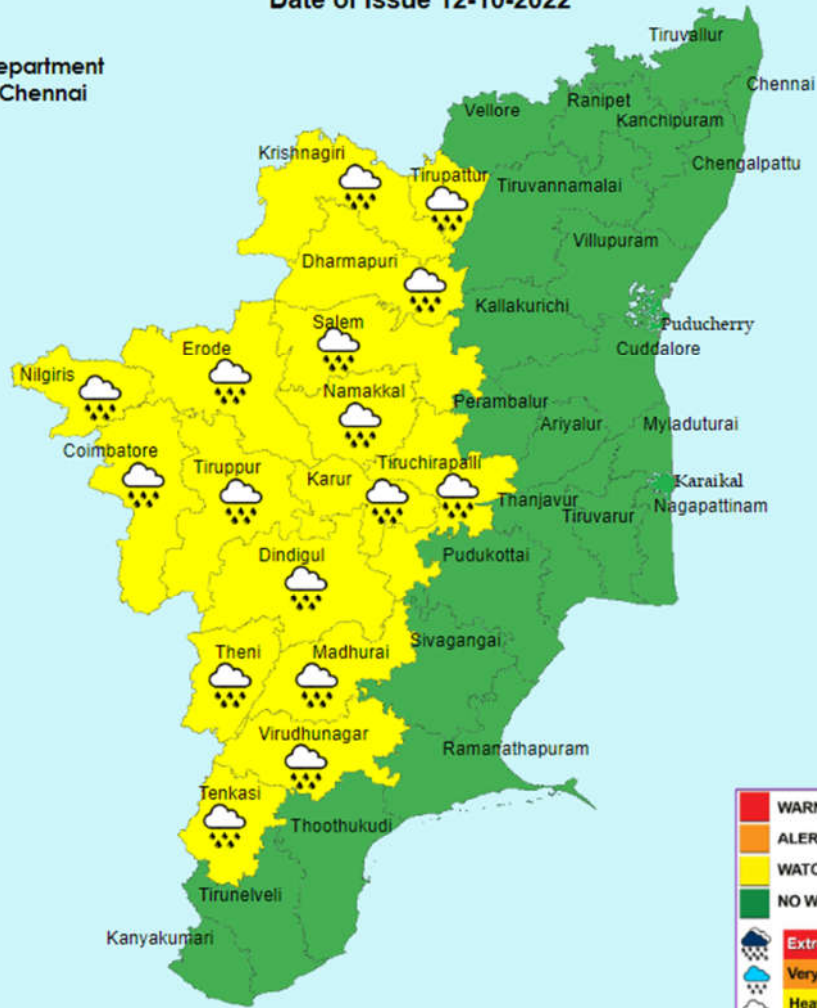 Date of Issue 12-10-2022
epartment
Chennai
Tiruvallur
Chennai
Ranipet
Vellore
Kanchipuram
Krishnagiri
Chengalpattu
Tirupattur
Tiruvannamalai
Villupuram
Dharmapuri
Kallakurichi
Salem
Puducherry
Erode
Cuddalore
Nilgiris
Namakkal
Perambalur
Ariyalur
Myladuturai
Coimbatore
Tiruppur
Karur
Tiruchirapalli
Karaikal
Thanjavur
Nagapattinam
Tiruvarur
Dindigul
Pudukottai
Sivagangai
Theni
Madhurai
Virudhunagar
Ramanathapuram
Tenkasi
Thoothukudi
Tirunelveli
Kanyakumari
WARN
ALER
WATC
NO W
Extr
Very
Heav